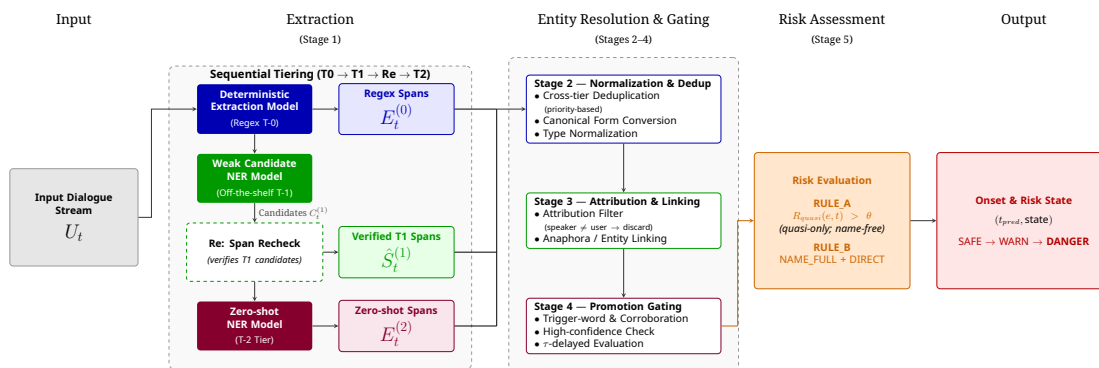 Input
Extraction
(Stage 1)
Entity Resolution & Gating
(Stages 2–4)
Risk Assessment
(Stage 5)
Output
Sequential Tiering (T0 → T1 → Re → T2)
Deterministic
Extraction Model
(Regex T-0)
Regex Spans
E_t^(0)
Weak Candidate
NER Model
(Off-the-shelf T-1)
Candidates C_t^(1)
Re: Span Recheck
(verifies T1 candidates)
Verified T1 Spans
Ŝ_t^(1)
Zero-shot
NER Model
(T-2 Tier)
Zero-shot Spans
E_t^(2)
Input Dialogue
Stream
U_t
Stage 2 — Normalization & Dedup
● Cross-tier Deduplication
(priority-based)
● Canonical Form Conversion
● Type Normalization
Stage 3 — Attribution & Linking
● Attribution Filter
(speaker ≠ user → discard)
● Anaphora / Entity Linking
Stage 4 — Promotion Gating
● Trigger-word & Corroboration
● High-confidence Check
● τ-delayed Evaluation
Risk Evaluation
RULE_A
R_quasi(e, t) > θ
(quasi-only; name-free)
RULE_B
NAME_FULL + DIRECT
Onset & Risk State
(t_pred, state)
SAFE → WARN → DANGER